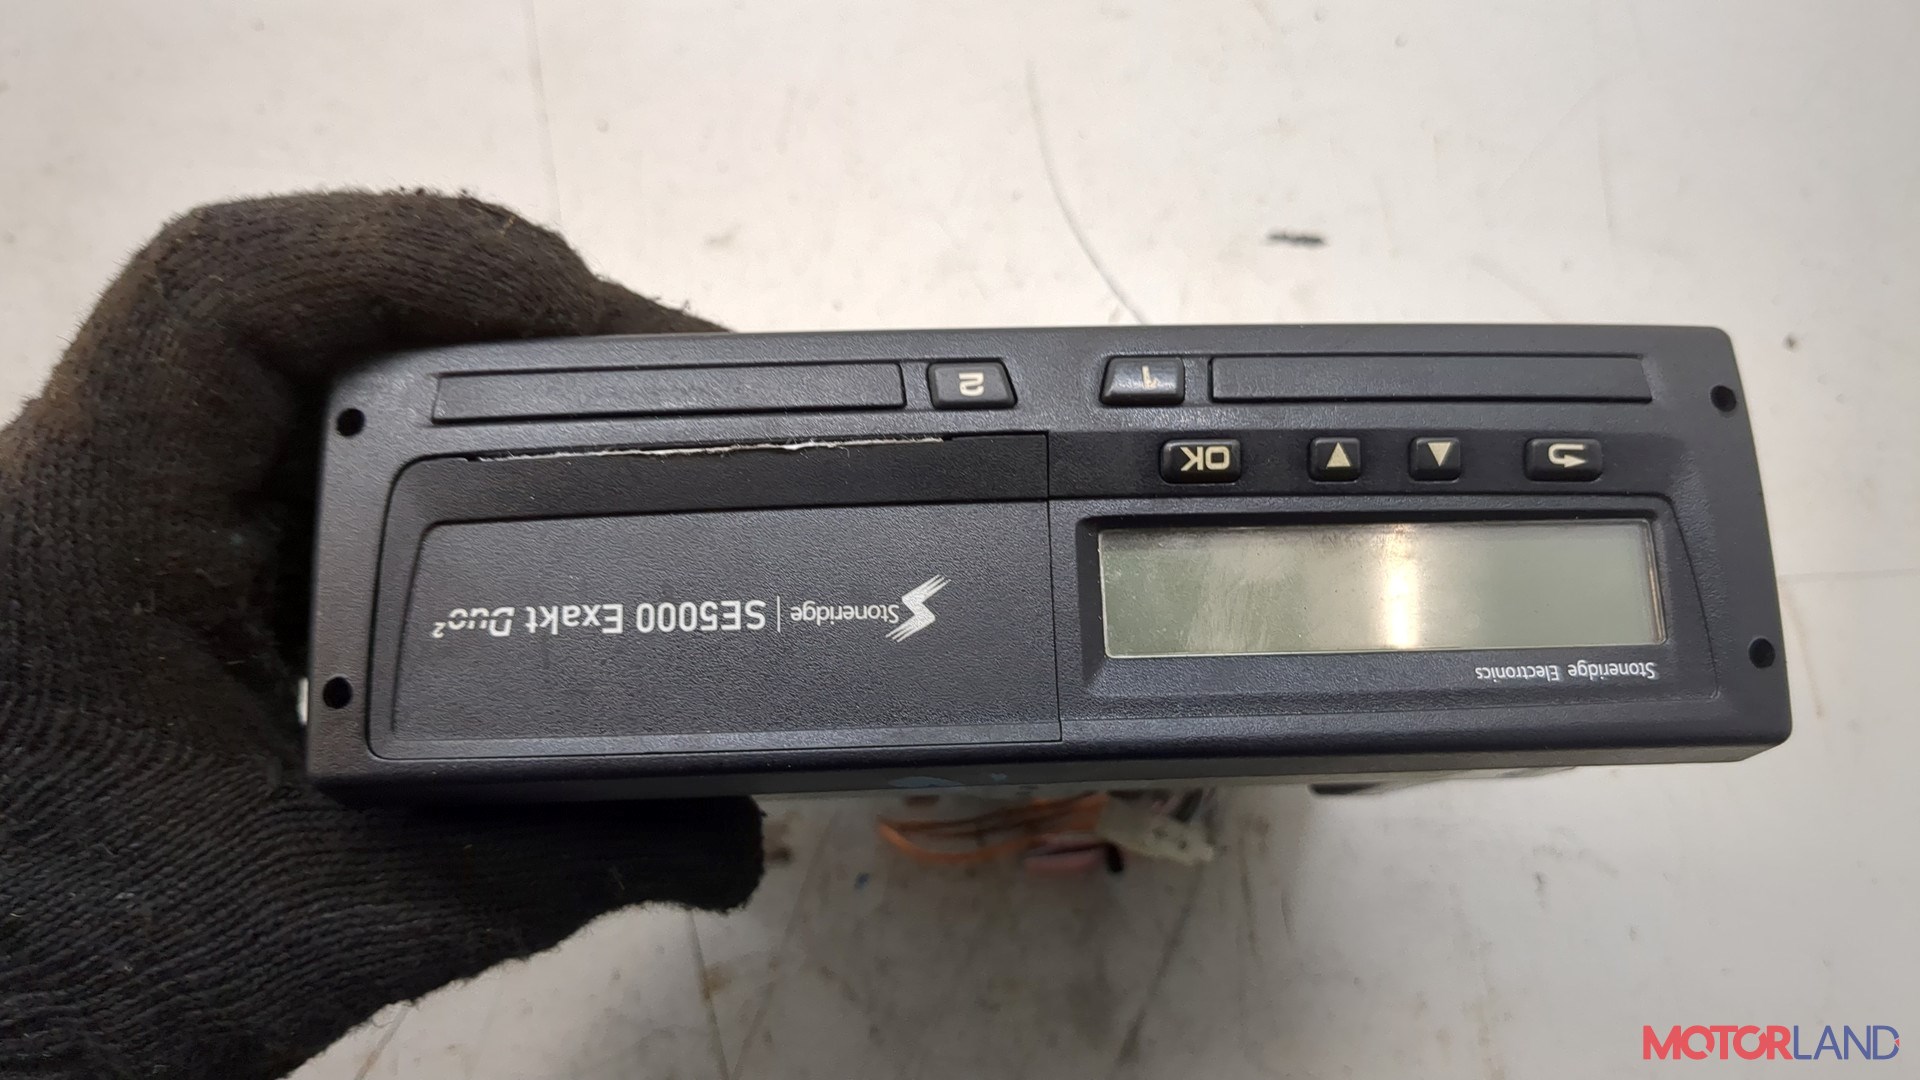 Stoneridge Electronics
Stoneridge | SE5000 Exakt Duo²
OK
1
2
MOTORLAND